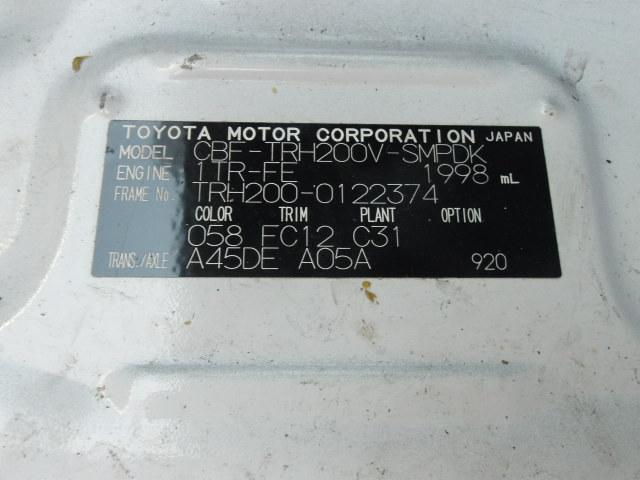 TOYOTA MOTOR CORPORATION JAPAN
MODEL CBF-TRH200V-SMPDK
ENGINE 1TR-FE 1998 mL
FRAME No. TRH200-0122374
COLOR TRIM PLANT OPTION
058 FC12 C31
TRANS./AXLE A45DE A05A 920